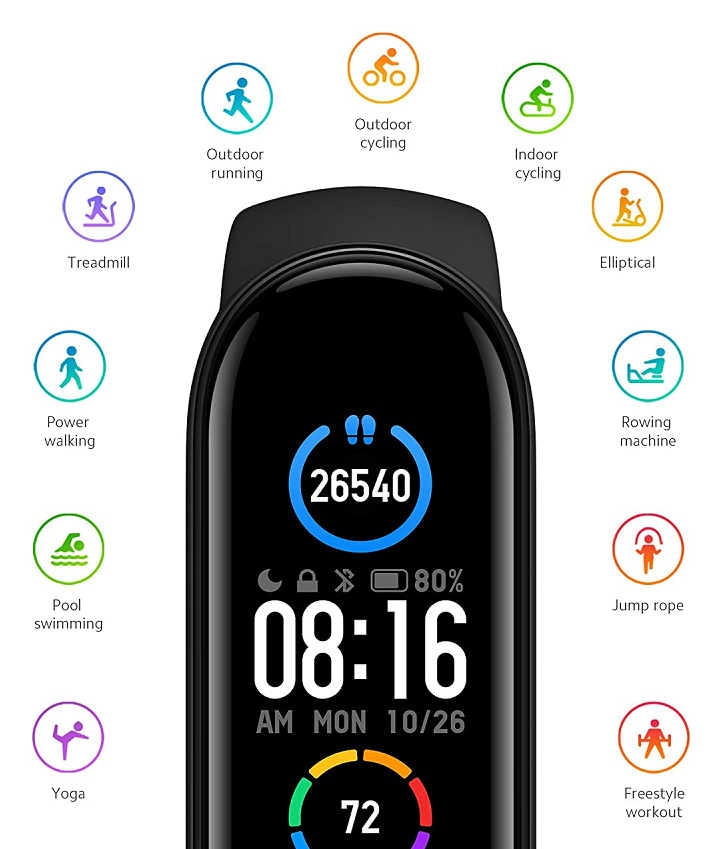 Outdoor
cycling
Outdoor
running
Indoor
cycling
Treadmill
Elliptical
Power
walking
Rowing
machine
26540
80%
08:16
AM MON 10/26
Pool
swimming
Jump rope
72
Yoga
Freestyle
workout